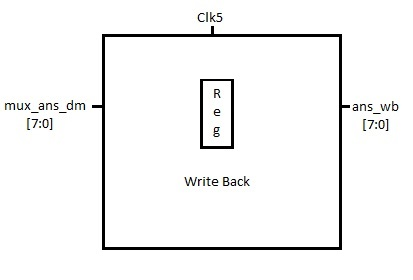 Clk5
mux_ans_dm
[7:0]
R
e
g
ans_wb
[7:0]
Write Back